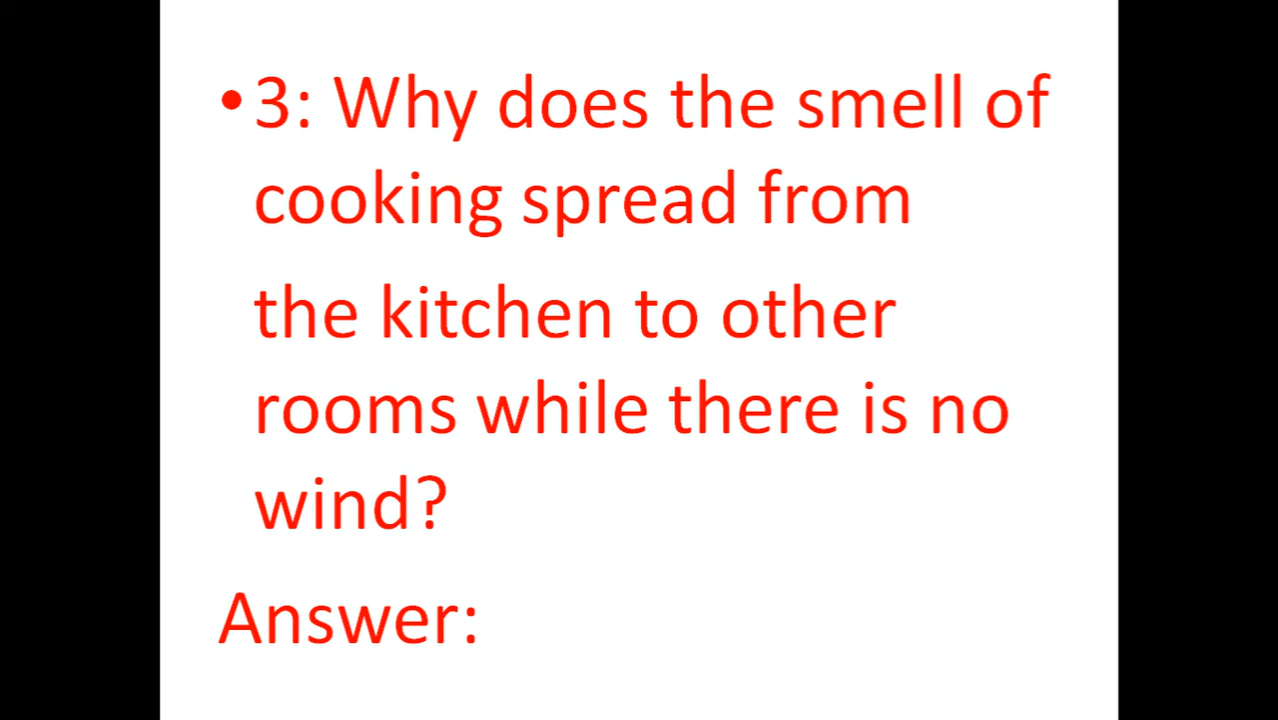 •3: Why does the smell of
cooking spread from
the kitchen to other
rooms while there is no
wind?
Answer: